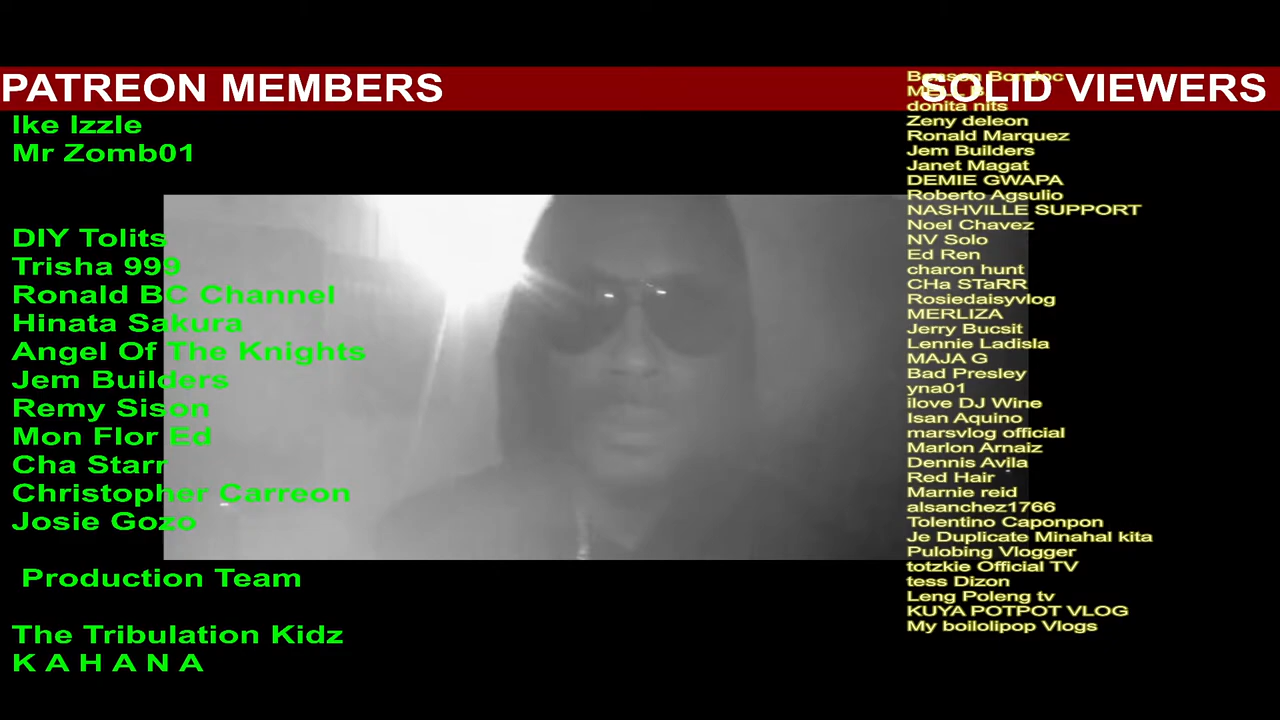 PATREON MEMBERS
Ike Izzle
Mr Zomb01
DIY Tolits
Trisha 999
Ronald BC Channel
Hinata Sakura
Angel Of The Knights
Jem Builders
Remy Sison
Mon Flor Ed
Cha Starr
Christopher Carreon
Josie Gozo
Production Team
The Tribulation Kidz
K A H A N A
SOLID VIEWERS
Bondoc
donita nits
Zeny deleon
Ronald Marquez
Jem Builders
Janet Magat
DEMIE GWAPA
Roberto Agsulio
NASHVILLE SUPPORT
Noel Chavez
NV Solo
Ed Ren
charon hunt
CHa STaRR
Rosiedaisyvlog
MERLIZA
Jerry Bucsit
Lennie Ladisla
MAJA G
Bad Presley
yna01
ilove DJ Wine
Isan Aquino
marsvlog official
Marlon Arnaiz
Dennis Avila
Red Hair
Marnie reid
alsanchez1766
Tolentino Caponpon
Je Duplicate Minahal kita
Pulobing Vlogger
totzkie Official TV
tess Dizon
Leng Poleng tv
KUYA POTPOT VLOG
My boilolipop Vlogs